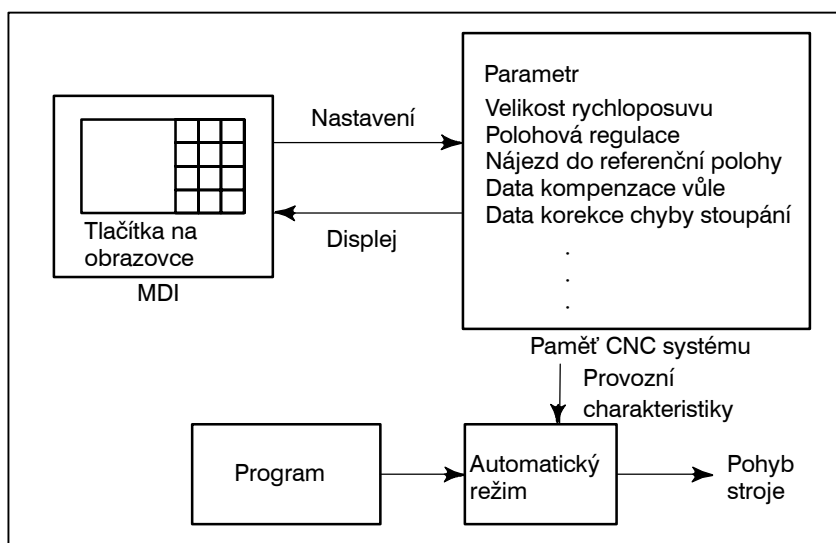 Tlačítka na
obrazovce
MDI
Nastavení
Displej
Parametr
Velikost rychloposuvu
Polohová regulace
Nájezd do referenční polohy
Data kompenzace vůle
Data korekce chyby stoupání
.
.
.
Paměť CNC systému
Provozní
charakteristiky
Program
Automatický
režim
Pohyb
stroje